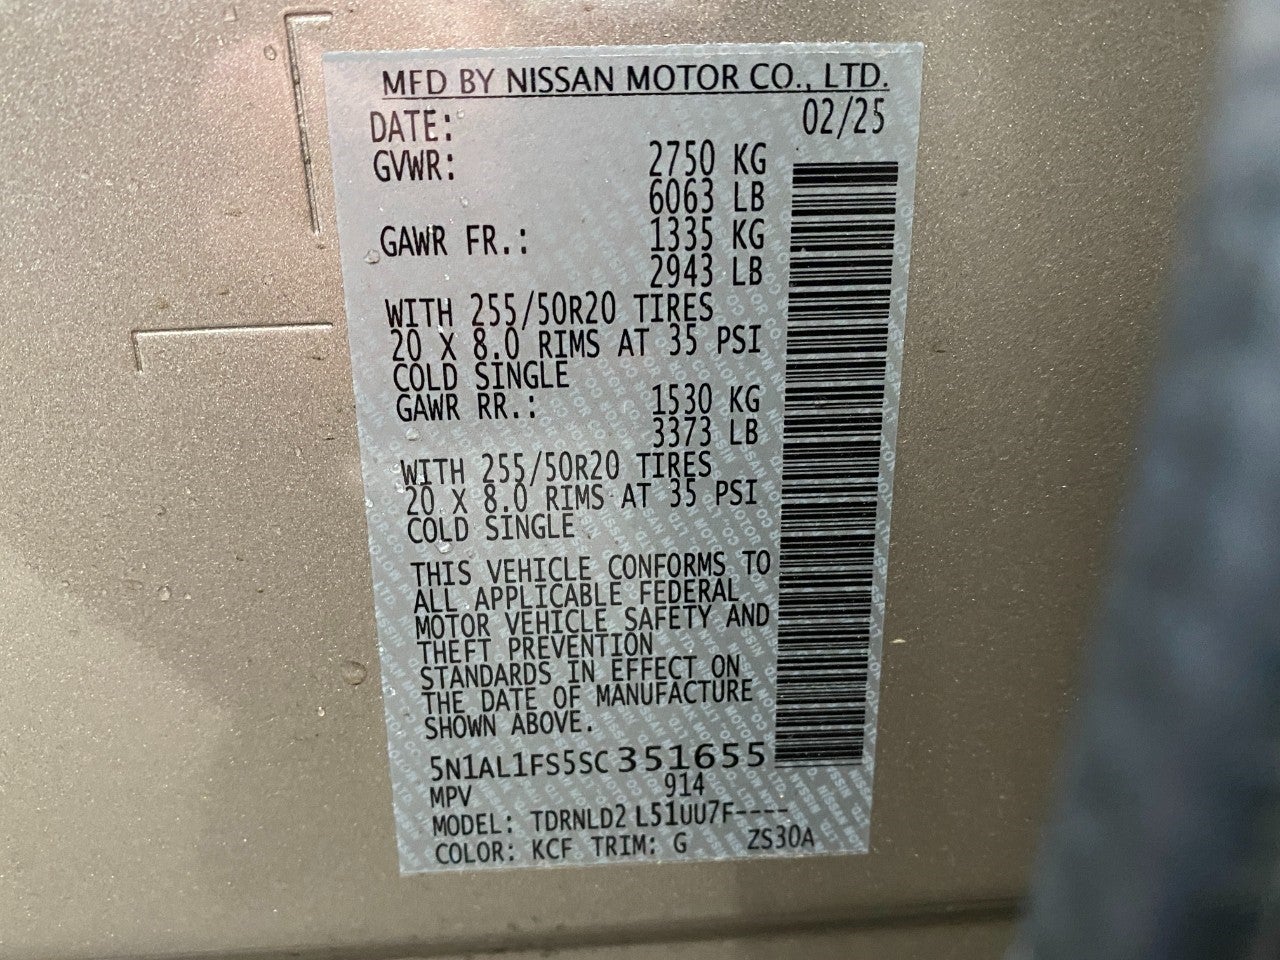 MFD BY NISSAN MOTOR CO., LTD.
DATE: 02/25
GVWR: 2750 KG
6063 LB
GAWR FR.: 1335 KG
2943 LB
WITH 255/50R20 TIRES
20 X 8.0 RIMS AT 35 PSI
COLD SINGLE
GAWR RR.: 1530 KG
3373 LB
WITH 255/50R20 TIRES
20 X 8.0 RIMS AT 35 PSI
COLD SINGLE
THIS VEHICLE CONFORMS TO
ALL APPLICABLE FEDERAL
MOTOR VEHICLE SAFETY AND
THEFT PREVENTION
STANDARDS IN EFFECT ON
THE DATE OF MANUFACTURE
SHOWN ABOVE.
5N1AL1FS5SC351655
MPV 914
MODEL: TDRNLD2 L51UU7F----
COLOR: KCF TRIM: G ZS30A